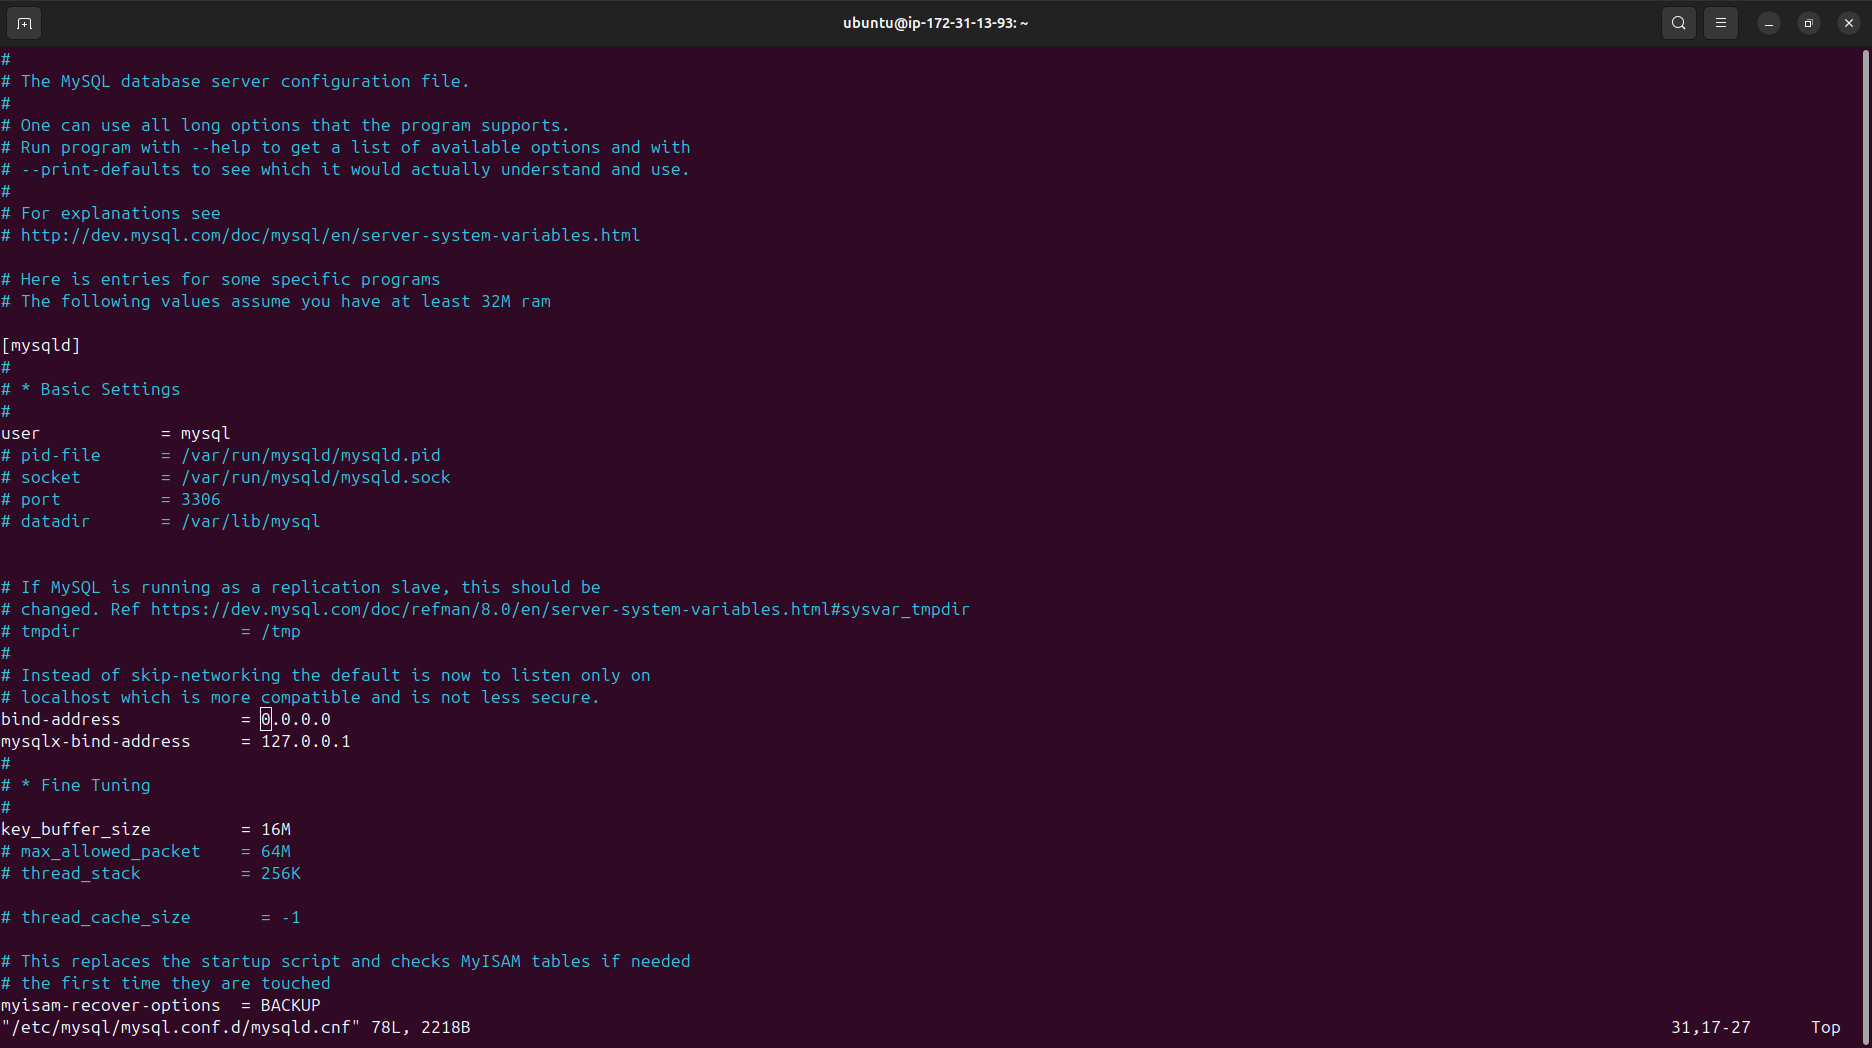 ubuntu@ip-172-31-13-93: ~
#
# The MySQL database server configuration file.
#
# One can use all long options that the program supports.
# Run program with --help to get a list of available options and with
# --print-defaults to see which it would actually understand and use.
#
# For explanations see
# http://dev.mysql.com/doc/mysql/en/server-system-variables.html

# Here is entries for some specific programs
# The following values assume you have at least 32M ram

[mysqld]
#
# * Basic Settings
#
user            = mysql
# pid-file      = /var/run/mysqld/mysqld.pid
# socket        = /var/run/mysqld/mysqld.sock
# port          = 3306
# datadir       = /var/lib/mysql


# If MySQL is running as a replication slave, this should be
# changed. Ref https://dev.mysql.com/doc/refman/8.0/en/server-system-variables.html#sysvar_tmpdir
# tmpdir                = /tmp
#
# Instead of skip-networking the default is now to listen only on
# localhost which is more compatible and is not less secure.
bind-address            = 0.0.0.0
mysqlx-bind-address     = 127.0.0.1
#
# * Fine Tuning
#
key_buffer_size         = 16M
# max_allowed_packet    = 64M
# thread_stack          = 256K

# thread_cache_size       = -1

# This replaces the startup script and checks MyISAM tables if needed
# the first time they are touched
myisam-recover-options  = BACKUP
"/etc/mysql/mysql.conf.d/mysqld.cnf" 78L, 2218B 31,17-27 Top